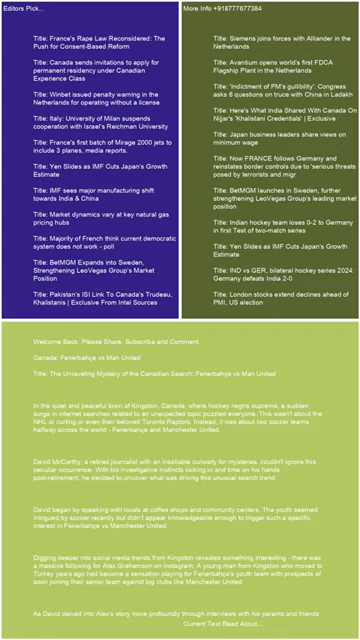 Editors Pick...
Title: France's Rape Law Reconsidered: The
Push for Consent-Based Reform
Title: Canada sends invitations to apply for
permanent residency under Canadian
Experience Class
Title: Winbet issued penalty warning in the
Netherlands for operating without a license
Title: Italy: University of Milan suspends
cooperation with Israel's Reichman University
Title: France's first batch of Mirage 2000 jets to
include 3 planes, media reports.
Title: Yen Slides as IMF Cuts Japan's Growth
Estimate
Title: IMF sees major manufacturing shift
towards India & China
Title: Market dynamics vary at key natural gas
pricing hubs
Title: Majority of French think current democratic
system does not work - poll
Title: BetMGM Expands into Sweden,
Strengthening LeoVegas Group's Market
Position
Title: Pakistan's ISI Link To Canada's Trudeau,
Khalistanis | Exclusive From Intel Sources
More Info +918777677384
Title: Siemens joins forces with Alliander in the
Netherlands
Title: Avantium opens world's first FDCA
Flagship Plant in the Netherlands
Title: 'Indictment of PM's gullibility': Congress
asks 6 questions on truce with China in Ladakh
Title: Here's What India Shared With Canada On
Nijjar's 'Khalistani Credentials' | Exclusive
Title: Japan business leaders share views on
minimum wage
Title: Now FRANCE follows Germany and
reinstates border controls due to 'serious threats
posed by terrorists and migr
Title: BetMGM launches in Sweden, further
strengthening LeoVegas Group's leading market
position
Title: Indian hockey team loses 0-2 to Germany
in first Test of two-match series
Title: Yen Slides as IMF Cuts Japan's Growth
Estimate
Title: IND vs GER, bilateral hockey series 2024:
Germany defeats India 2-0
Title: London stocks extend declines ahead of
PMI, US election
Welcome Back: Please Share, Subscribe and Comment.
Canada: Fenerbahçe vs Man United
Title: The Unraveling Mystery of the Canadian Search: Fenerbahçe vs Man United
In the quiet and peaceful town of Kingston, Canada, where hockey reigns supreme, a sudden
surge in internet searches related to an unexpected topic puzzled everyone. This wasn't about the
NHL or curling or even their beloved Toronto Raptors. Instead, it was about two soccer teams
halfway across the world - Fenerbahçe and Manchester United.
David McCarthy, a retired journalist with an insatiable curiosity for mysteries, couldn't ignore this
peculiar occurrence. With his investigative instincts kicking in and time on his hands
post-retirement, he decided to uncover what was driving this unusual search trend.
David began by speaking with locals at coffee shops and community centers. The youth seemed
intrigued by soccer recently but didn't appear knowledgeable enough to trigger such a specific
interest in Fenerbahçe vs Manchester United.
Digging deeper into social media trends from Kingston revealed something interesting - there was
a massive following for Alex Grahamson on Instagram. A young man from Kingston who moved to
Turkey years ago had become a sensation playing for Fenerbahçe's youth team with prospects of
soon joining their senior team against big clubs like Manchester United.
As David delved into Alex's story more profoundly through interviews with his parents and friends
Current Text Read Aloud...